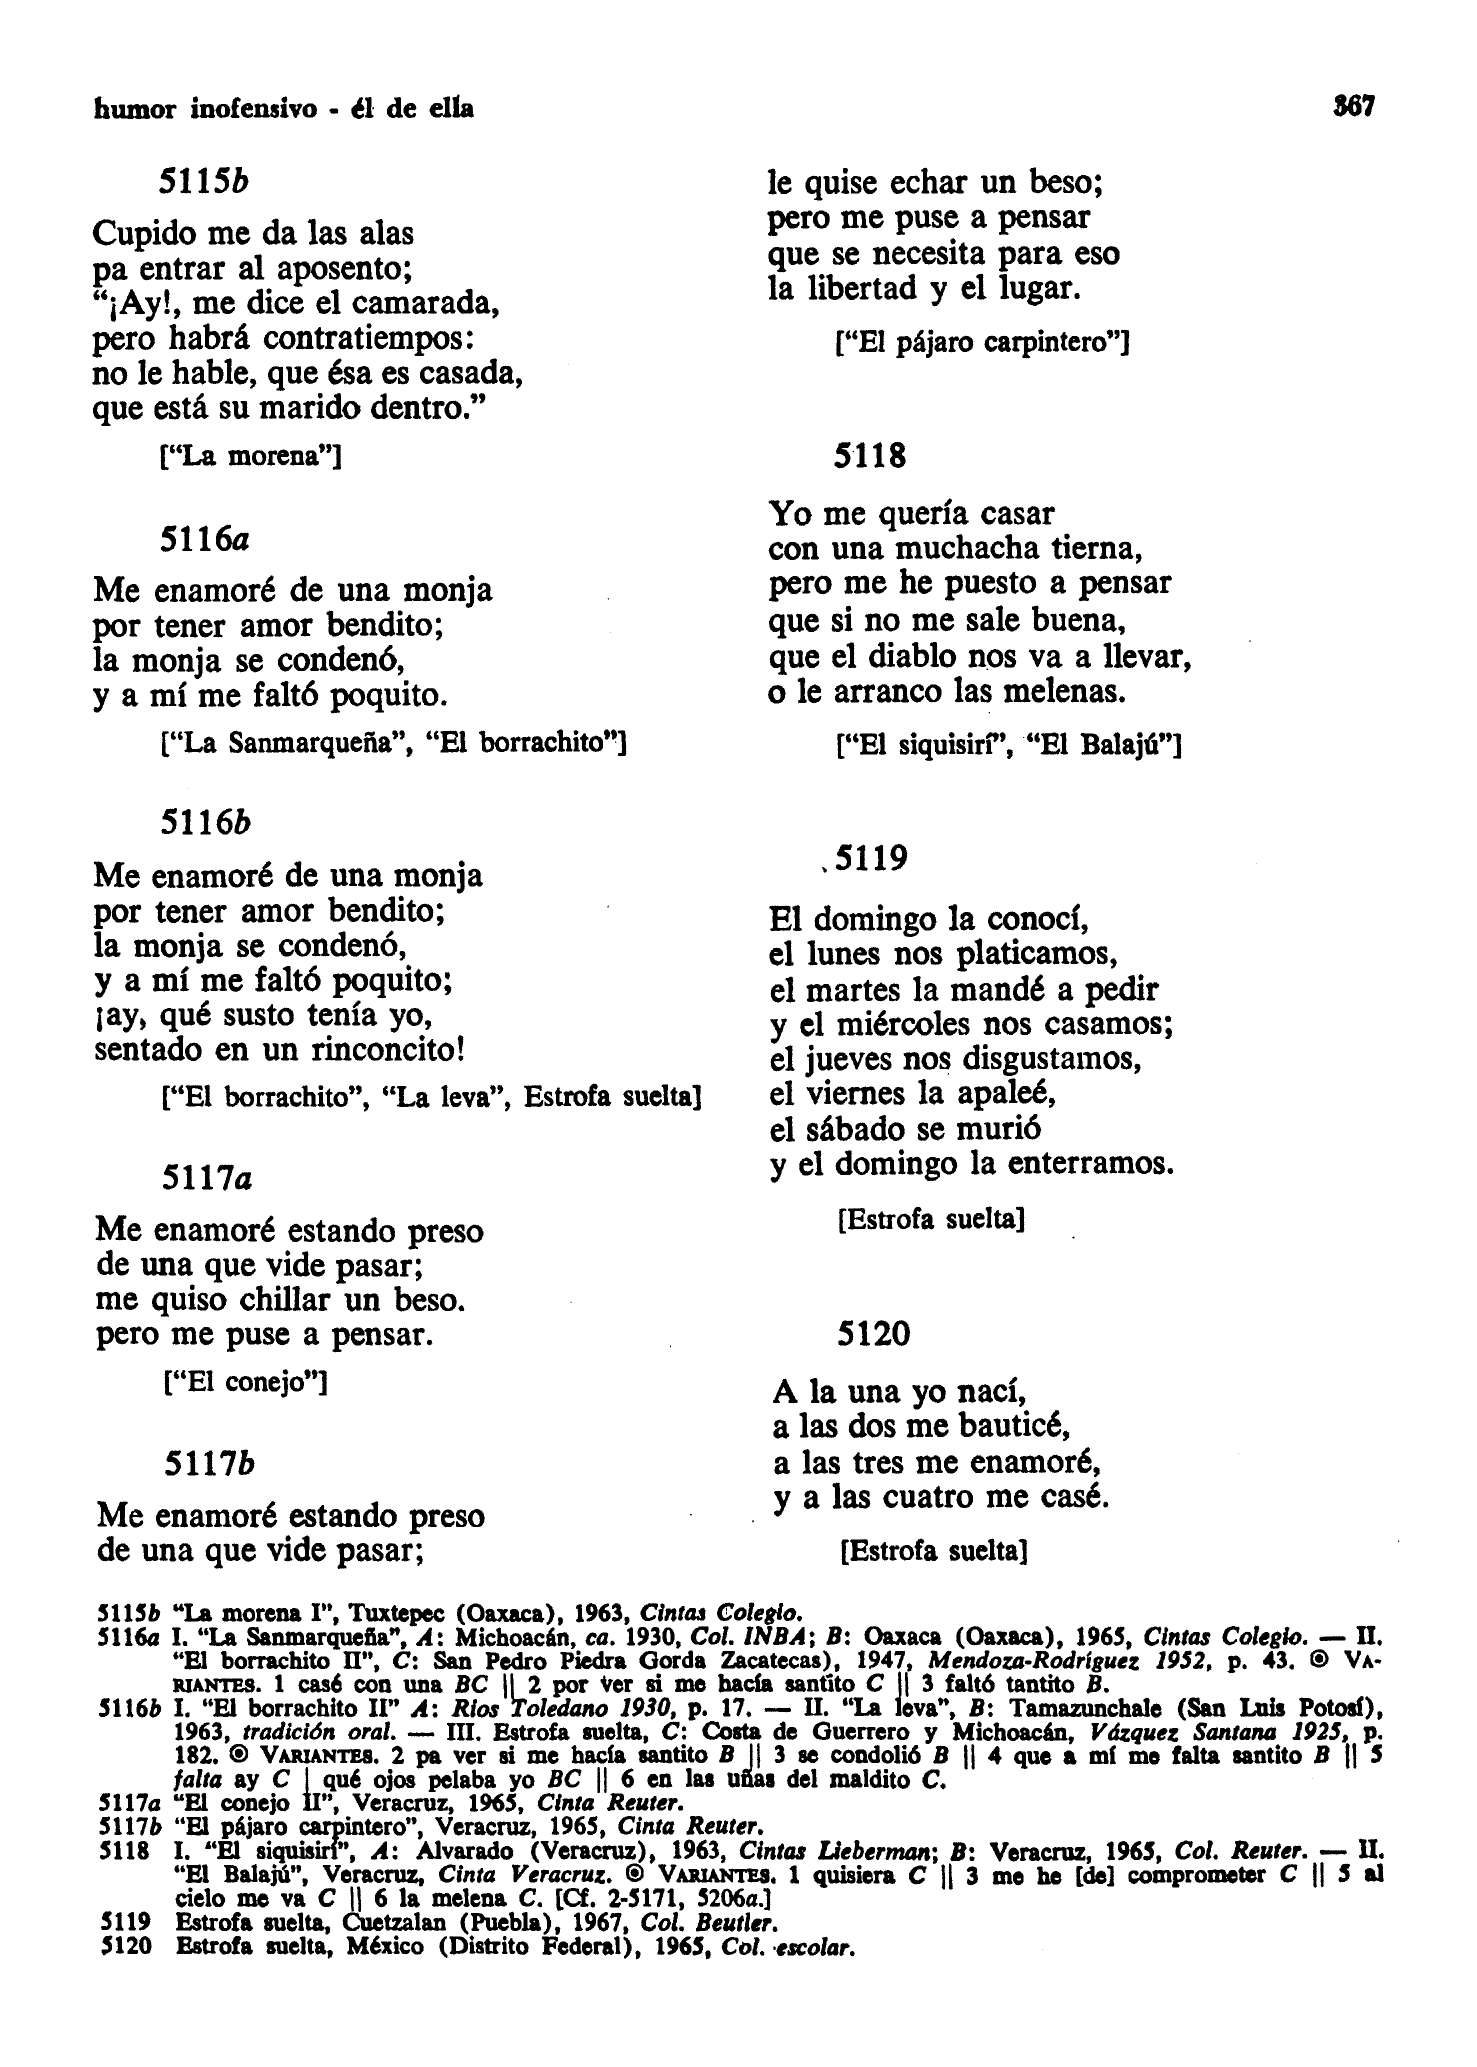 humor inofensivo - él de ella 367
5115b
Cupido me da las alas
pa entrar al aposento;
“¡Ay!, me dice el camarada,
pero habrá contratiempos:
no le hable, que ésa es casada,
que está su marido dentro.”
[“La morena”]
5116a
Me enamoré de una monja
por tener amor bendito;
la monja se condenó,
y a mí me faltó poquito.
[“La Sanmarqueña”, “El borrachito”]
5116b
Me enamoré de una monja
por tener amor bendito;
la monja se condenó,
y a mí me faltó poquito;
¡ay, qué susto tenía yo,
sentado en un rinconcito!
[“El borrachito”, “La leva”, Estrofa suelta]
5117a
Me enamoré estando preso
de una que vide pasar;
me quiso chillar un beso.
pero me puse a pensar.
[“El conejo”]
5117b
Me enamoré estando preso
de una que vide pasar;
le quise echar un beso;
pero me puse a pensar
que se necesita para eso
la libertad y el lugar.
[“El pájaro carpintero”]
5118
Yo me quería casar
con una muchacha tierna,
pero me he puesto a pensar
que si no me sale buena,
que el diablo nos va a llevar,
o le arranco las melenas.
[“El siquisirí”, “El Balajú”]
5119
El domingo la conocí,
el lunes nos platicamos,
el martes la mandé a pedir
y el miércoles nos casamos;
el jueves nos disgustamos,
el viernes la apaleé,
el sábado se murió
y el domingo la enterramos.
[Estrofa suelta]
5120
A la una yo nací,
a las dos me bauticé,
a las tres me enamoré,
y a las cuatro me casé.
[Estrofa suelta]
5115b “La morena I”, Tuxtepec (Oaxaca), 1963, Cintas Colegio.
5116a I. “La Sanmarqueña”, A: Michoacán, ca. 1930, Col. INBA; B: Oaxaca (Oaxaca), 1965, Cintas Colegio. — II.
“El borrachito II”, C: San Pedro Piedra Gorda Zacatecas), 1947, Mendoza-Rodríguez 1952, p. 43. ® VA-
RIANTES. 1 casé con una BC || 2 por ver si me hacía santito C || 3 faltó tantito B.
5116b I. “El borrachito II” A: Ríos Toledano 1930, p. 17. — II. “La leva”, B: Tamazunchale (San Luis Potosí),
1963, tradición oral. — III. Estrofa suelta, C: Costa de Guerrero y Michoacán, Vázquez Santana 1925, p.
182. ® VARIANTES. 2 pa ver si me hacía santito B || 3 se condolió B || 4 que a mí me falta santito B || 5
falta ay C | qué ojos pelaba yo BC || 6 en las uñas del maldito C.
5117a “El conejo II”, Veracruz, 1965, Cinta Reuter.
5117b “El pájaro carpintero”, Veracruz, 1965, Cinta Reuter.
5118 I. “El siquisirí”, A: Alvarado (Veracruz), 1963, Cintas Lieberman; B: Veracruz, 1965, Col. Reuter. — II.
“El Balajú”, Veracruz, Cinta Veracruz. ® VARIANTES. 1 quisiera C || 3 me he [de] comprometer C || 5 al
cielo me va C || 6 la melena C. [Cf. 2-5171, 5206a.]
5119 Estrofa suelta, Cuetzalan (Puebla), 1967, Col. Beutler.
5120 Estrofa suelta, México (Distrito Federal), 1965, Col. escolar.